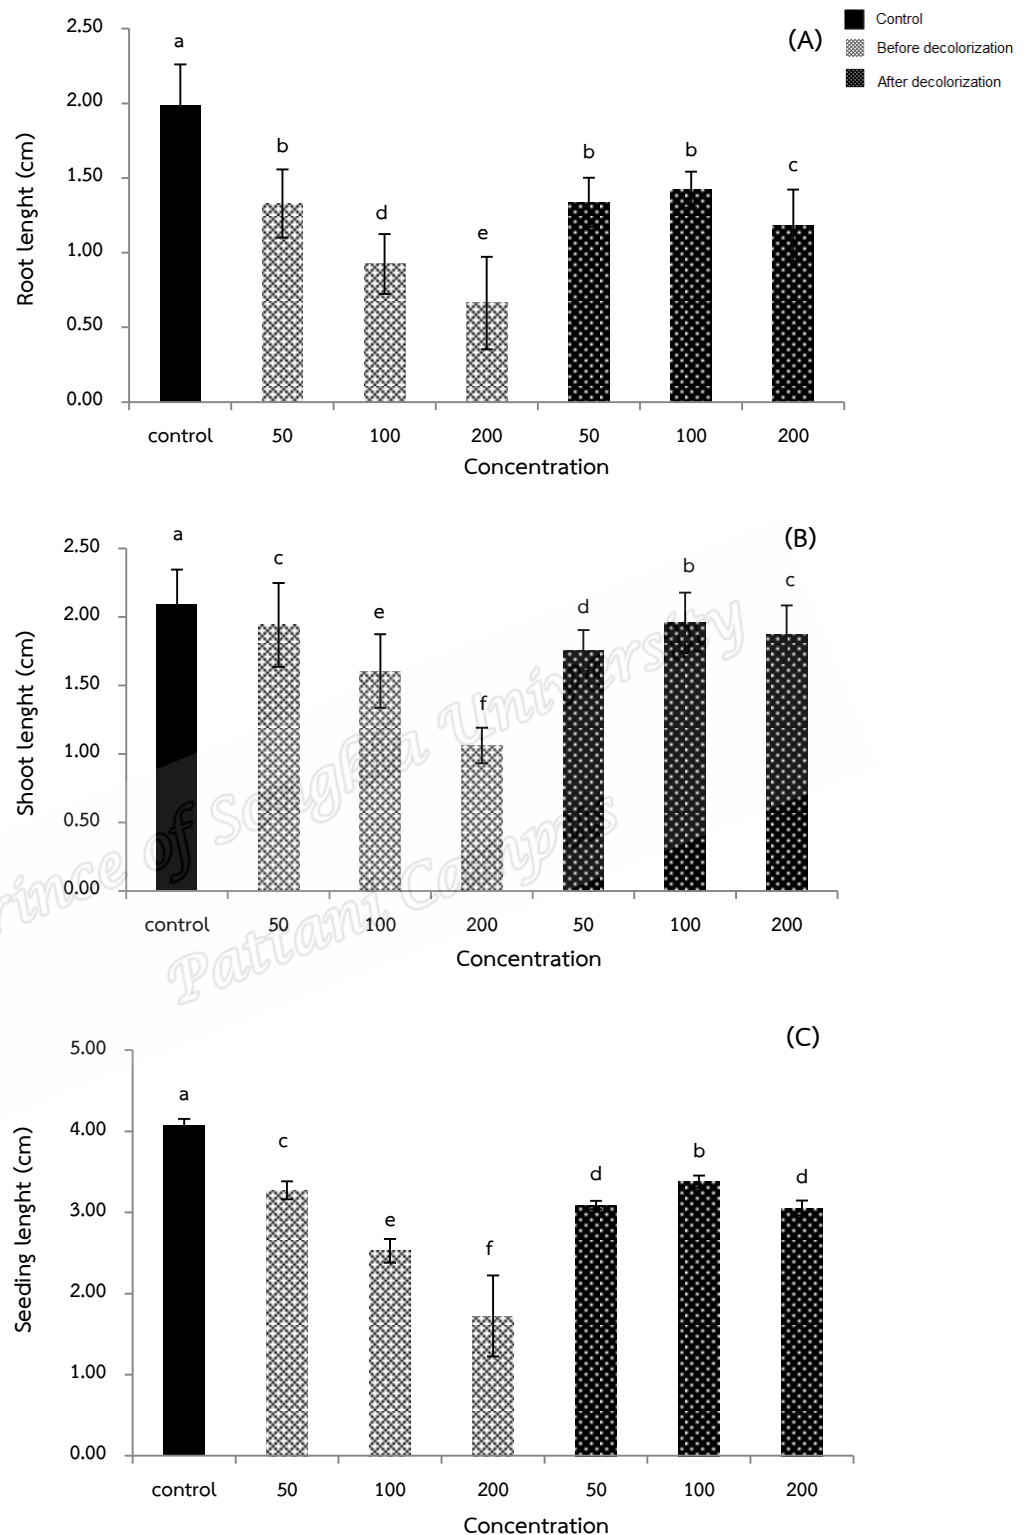 Control
Before decolorization
After decolorization
(A)
Root lenght (cm)
2.50
2.00
1.50
1.00
0.50
0.00
a
b
d
e
b
b
c
control 50 100 200 50 100 200
Concentration
(B)
Shoot lenght (cm)
2.50
2.00
1.50
1.00
0.50
0.00
a
c
e
f
d
b
c
control 50 100 200 50 100 200
Concentration
Prince of Songkla University
Pattani Campus
(C)
Seeding lenght (cm)
5.00
4.00
3.00
2.00
1.00
0.00
a
c
e
f
d
b
d
control 50 100 200 50 100 200
Concentration